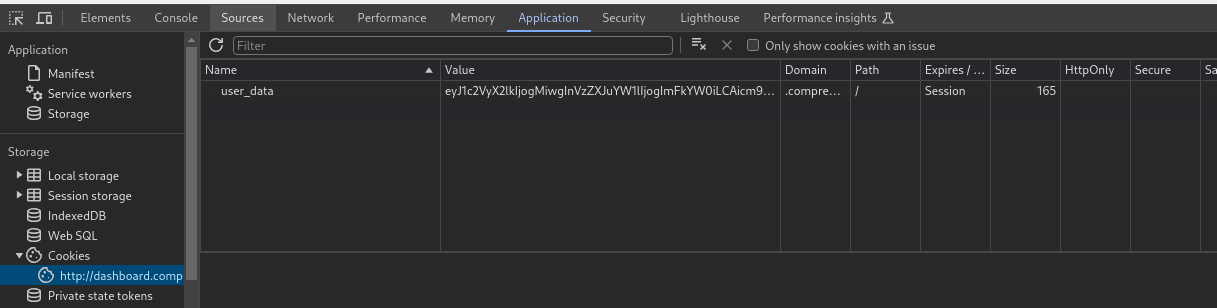 Elements Console Sources Network Performance Memory Application Security Lighthouse Performance insights
Application
Manifest
Service workers
Storage
Storage
Local storage
Session storage
IndexedDB
Web SQL
Cookies
http://dashboard.comp
Private state tokens
Filter Only show cookies with an issue
Name Value Domain Path Expires / ... Size HttpOnly Secure Sa
user_data eyJ1c2VyX2lkIjogMiwgInVzZXJuYW1lIjogImFkYW0iLCAicm9... .compre... / Session 165